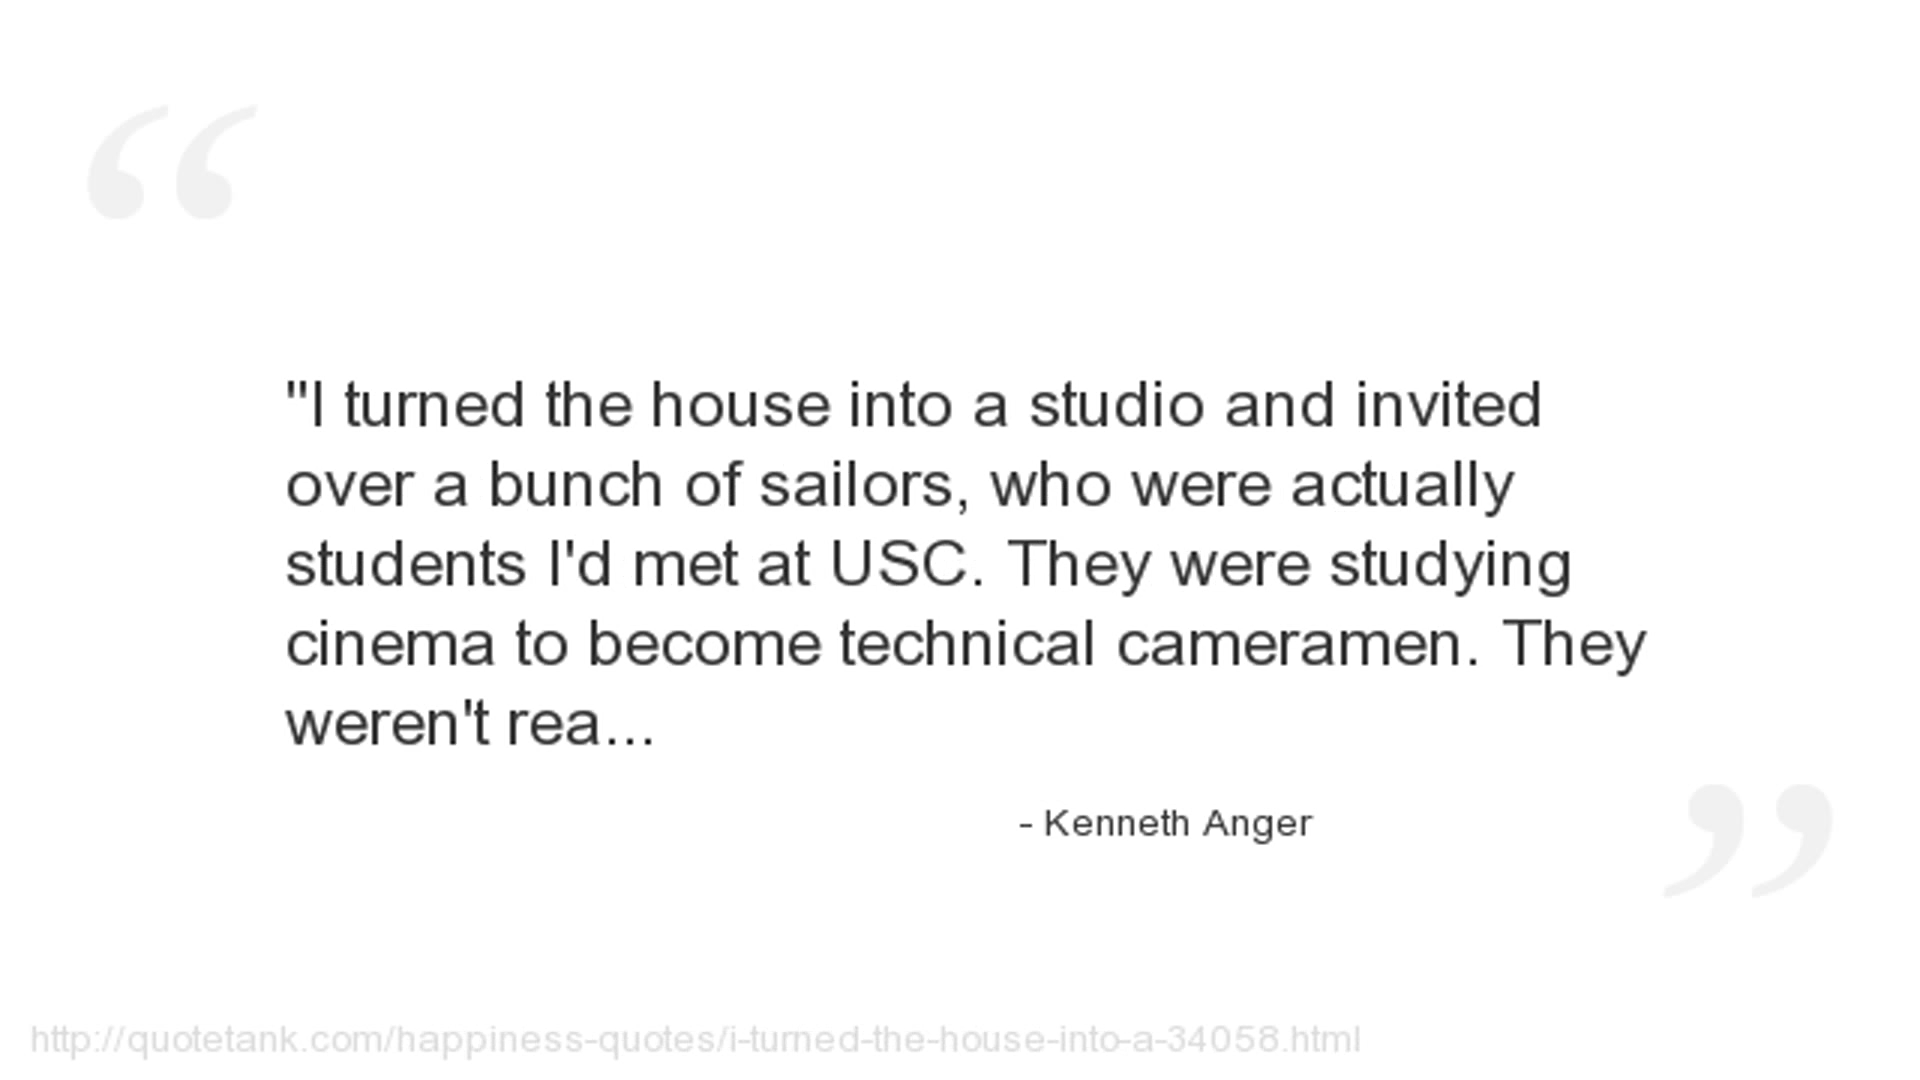 "I turned the house into a studio and invited
over a bunch of sailors, who were actually
students I'd met at USC. They were studying
cinema to become technical cameramen. They
weren't rea...
- Kenneth Anger
http://quotetank.com/happiness-quotes/i-turned-the-house-into-a-34058.html